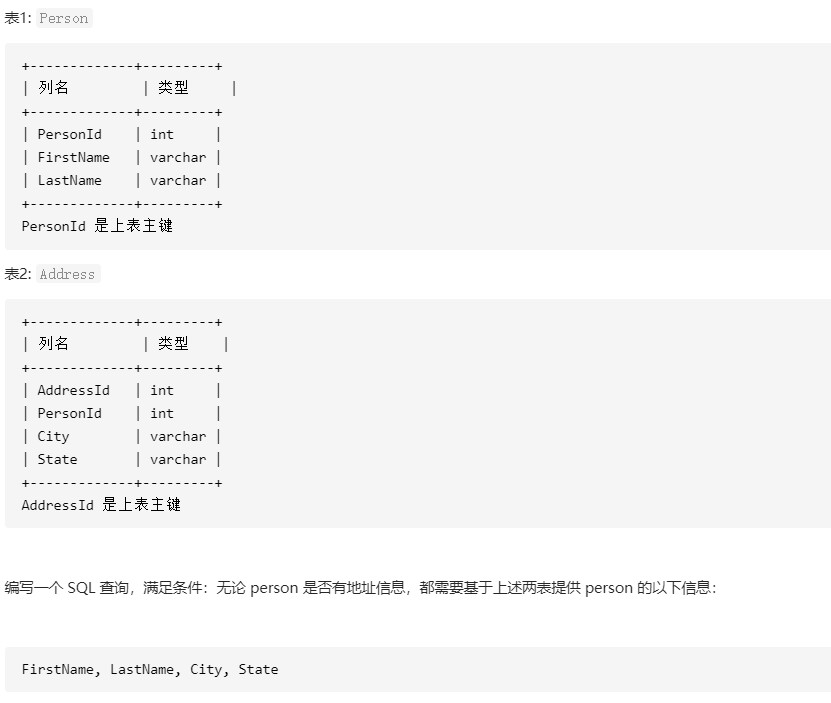 表1: Person
+-------------+---------+
| 列名         | 类型     |
+-------------+---------+
| PersonId    | int     |
| FirstName   | varchar |
| LastName    | varchar |
+-------------+---------+
PersonId 是上表主键
表2: Address
+-------------+---------+
| 列名         | 类型    |
+-------------+---------+
| AddressId   | int     |
| PersonId    | int     |
| City        | varchar |
| State       | varchar |
+-------------+---------+
AddressId 是上表主键
编写一个 SQL 查询，满足条件：无论 person 是否有地址信息，都需要基于上述两表提供 person 的以下信息：
FirstName, LastName, City, State